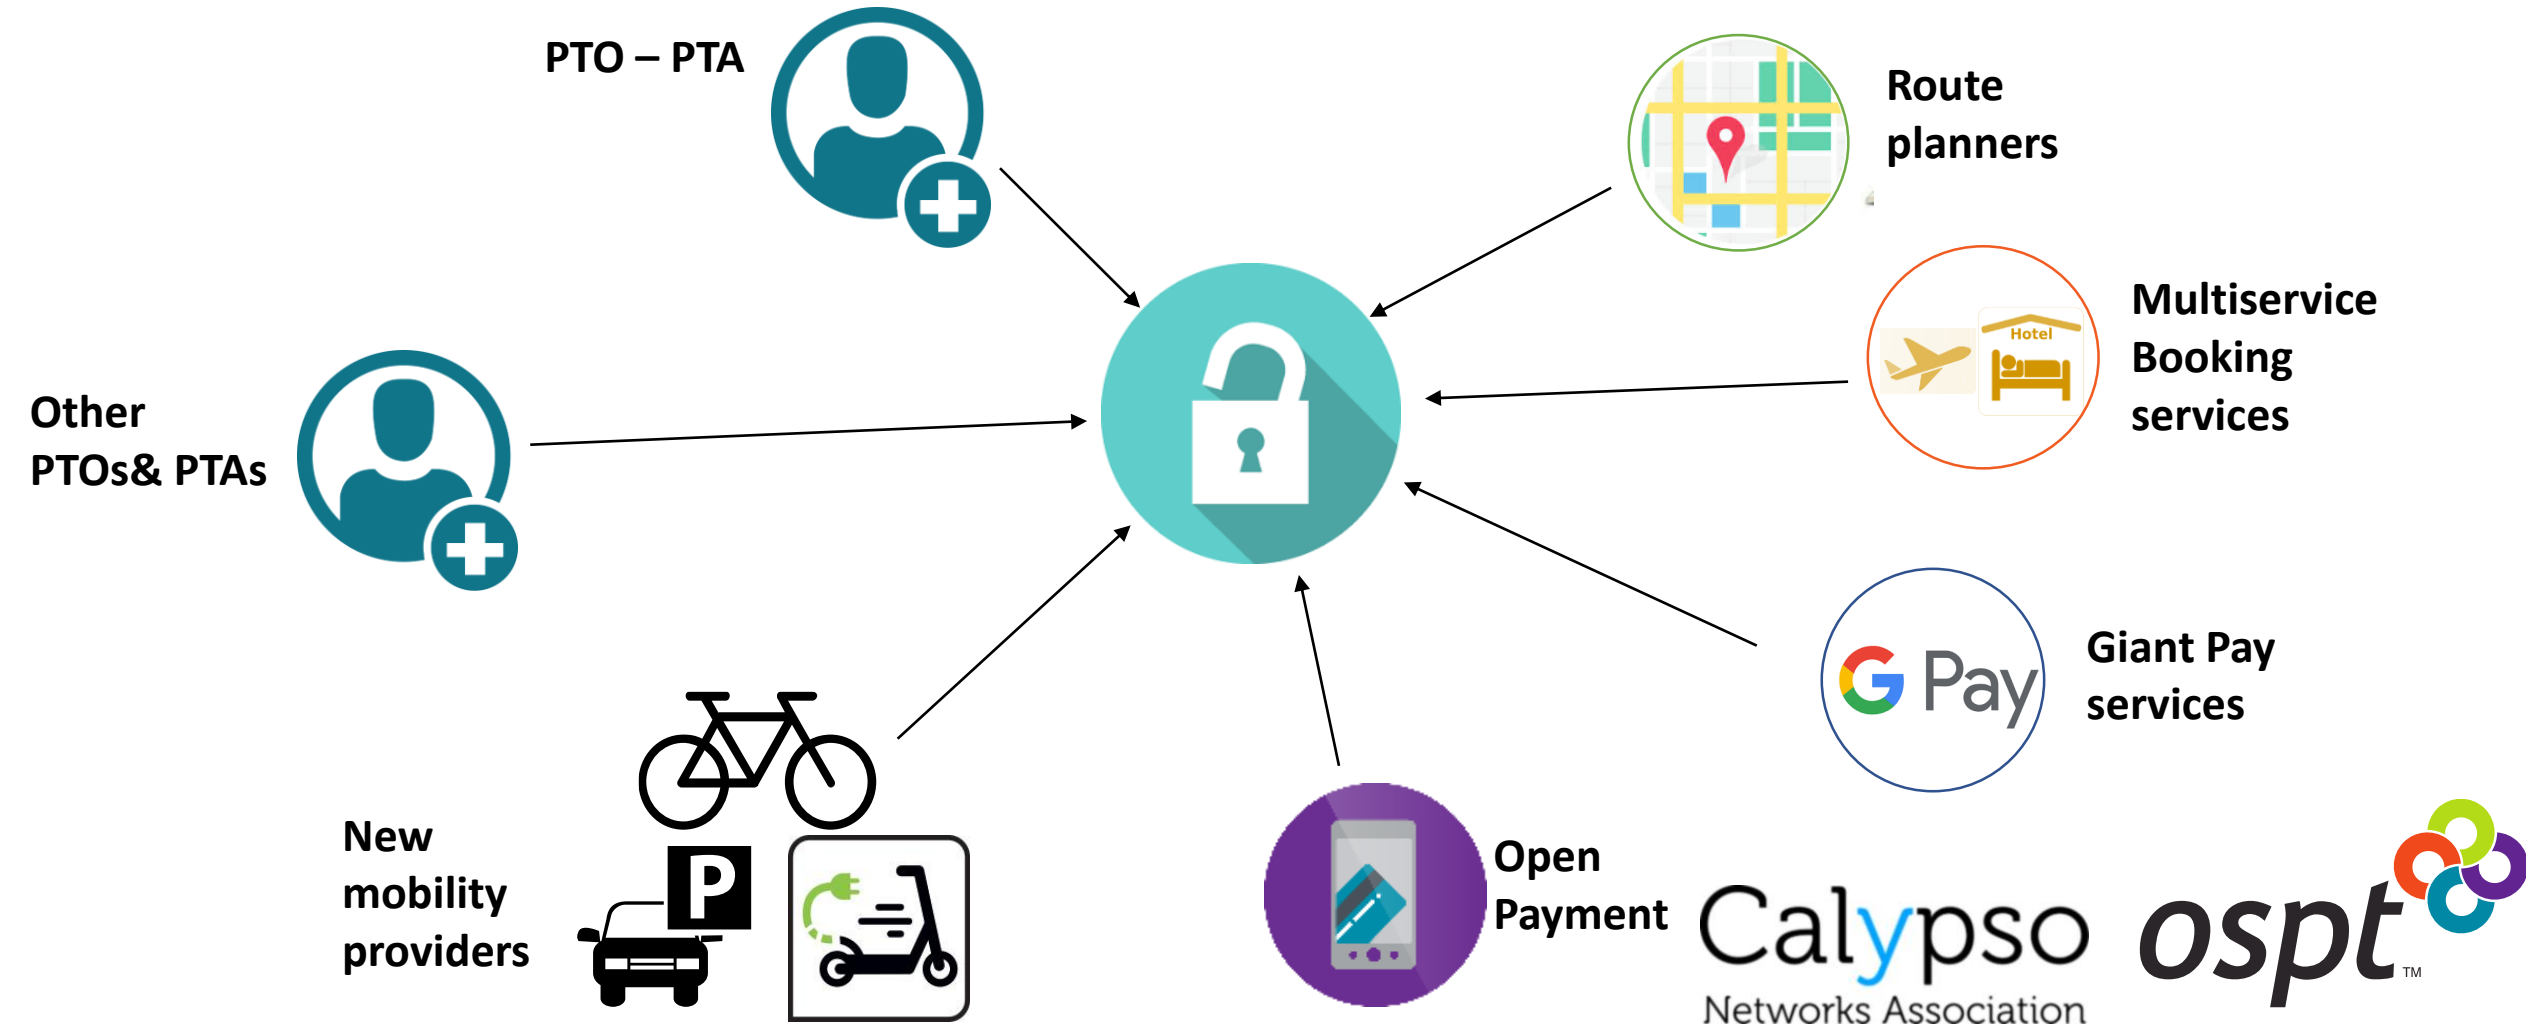 PTO – PTA
Route
planners
Multiservice
Booking
services
Hotel
Other
PTOs& PTAs
Giant Pay
services
G Pay
New
mobility
providers
P
Open
Payment
Calypso
Networks Association
ospt
TM